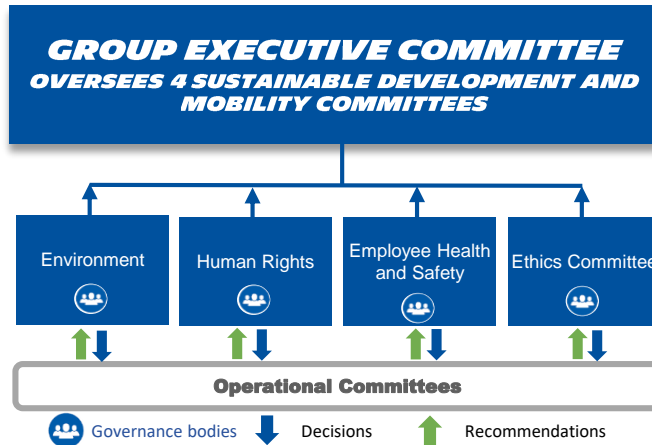 GROUP EXECUTIVE COMMITTEE
OVERSEES 4 SUSTAINABLE DEVELOPMENT AND
MOBILITY COMMITTEES
Environment
Human Rights
Employee Health
and Safety
Ethics Committee
Operational Committees
Governance bodies
Decisions
Recommendations